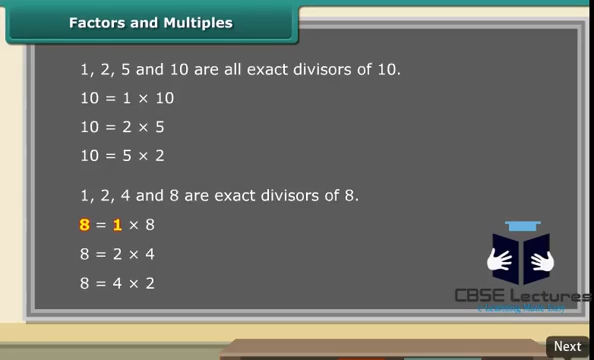 Factors and Multiples
1, 2, 5 and 10 are all exact divisors of 10.
10 = 1 × 10
10 = 2 × 5
10 = 5 × 2
1, 2, 4 and 8 are exact divisors of 8.
8 = 1 × 8
8 = 2 × 4
8 = 4 × 2
CBSE Lectures
Next